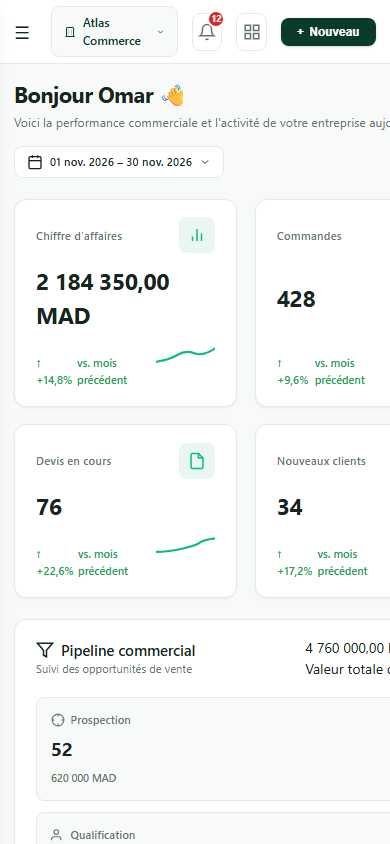 Atlas
Commerce
12
+ Nouveau
Bonjour Omar 👋
Voici la performance commerciale et l'activité de votre entreprise
01 nov. 2026 – 30 nov. 2026
Chiffre d'affaires
2 184 350,00
MAD
↑
+14,8%
vs. mois
précédent
Commandes
428
↑
+9,6%
vs. mois
précédent
Devis en cours
76
↑
+22,6%
vs. mois
précédent
Nouveaux clients
34
↑
+17,2%
vs. mois
précédent
Pipeline commercial
Suivi des opportunités de vente
4 760 000,00
Valeur totale
Prospection
52
620 000 MAD
Qualification